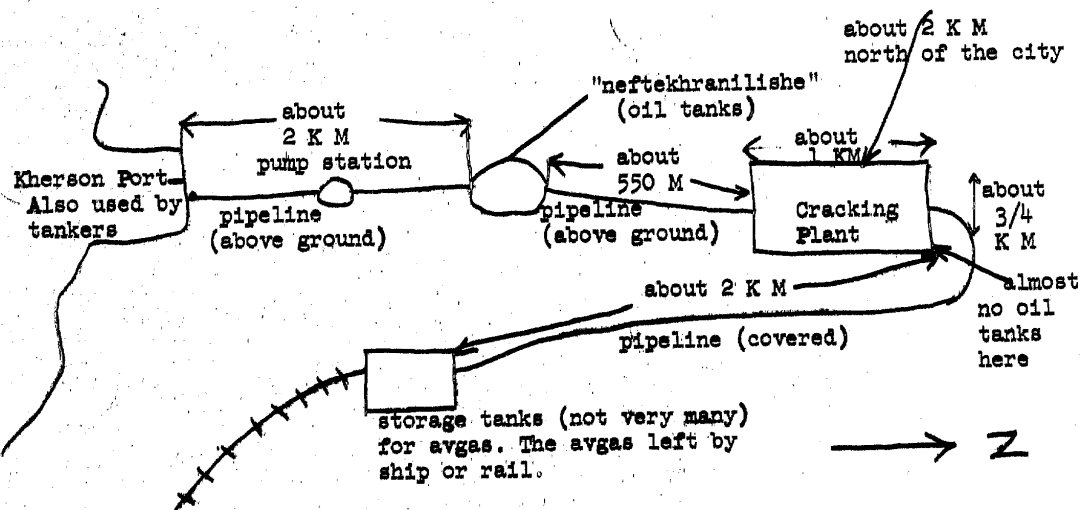 about 2 K M
north of the city
"neftekhranilishe"
(oil tanks)
about
2 K M
pump station
about
1 KM
about
550 M
Kherson Port
Also used by
tankers
pipeline
(above ground)
pipeline
(above ground)
Cracking
Plant
about
3/4
K M
about 2 K M
almost
no oil
tanks
here
pipeline (covered)
storage tanks (not very many)
for avgas. The avgas left by
ship or rail.
Z